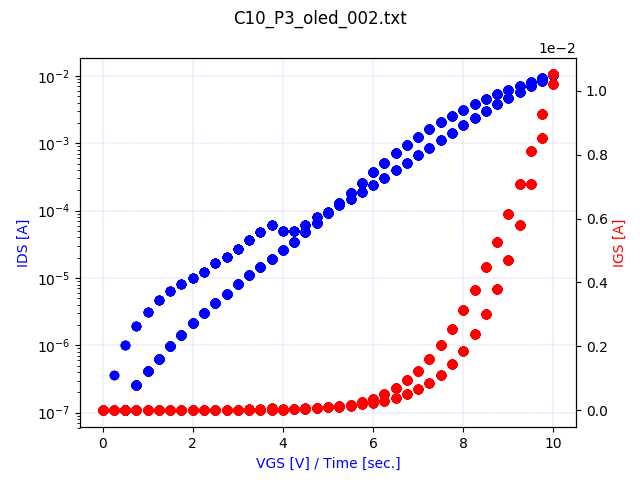 C10_P3_oled_002.txt
1e−2
10⁻²
10⁻³
10⁻⁴
10⁻⁵
10⁻⁶
10⁻⁷
IDS [A]
1.0
0.8
0.6
0.4
0.2
0.0
IGS [A]
0 2 4 6 8 10
VGS [V] / Time [sec.]